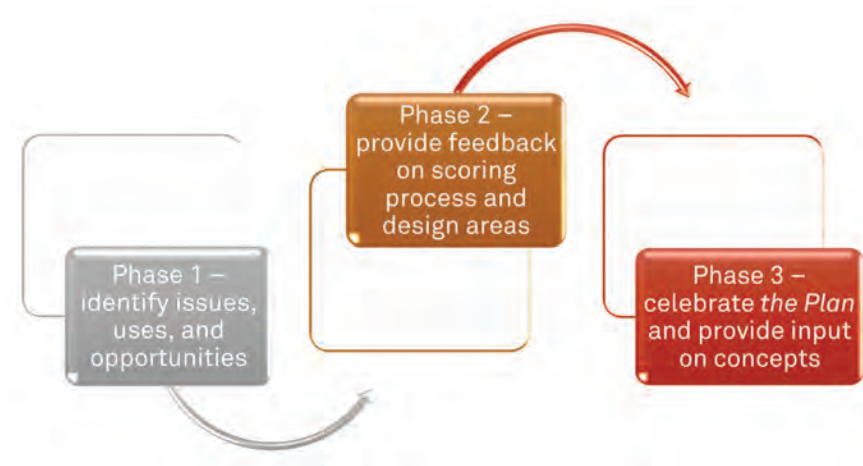 Phase 1 –
identify issues,
uses, and
opportunities
Phase 2 –
provide feedback
on scoring
process and
design areas
Phase 3 –
celebrate the Plan
and provide input
on concepts